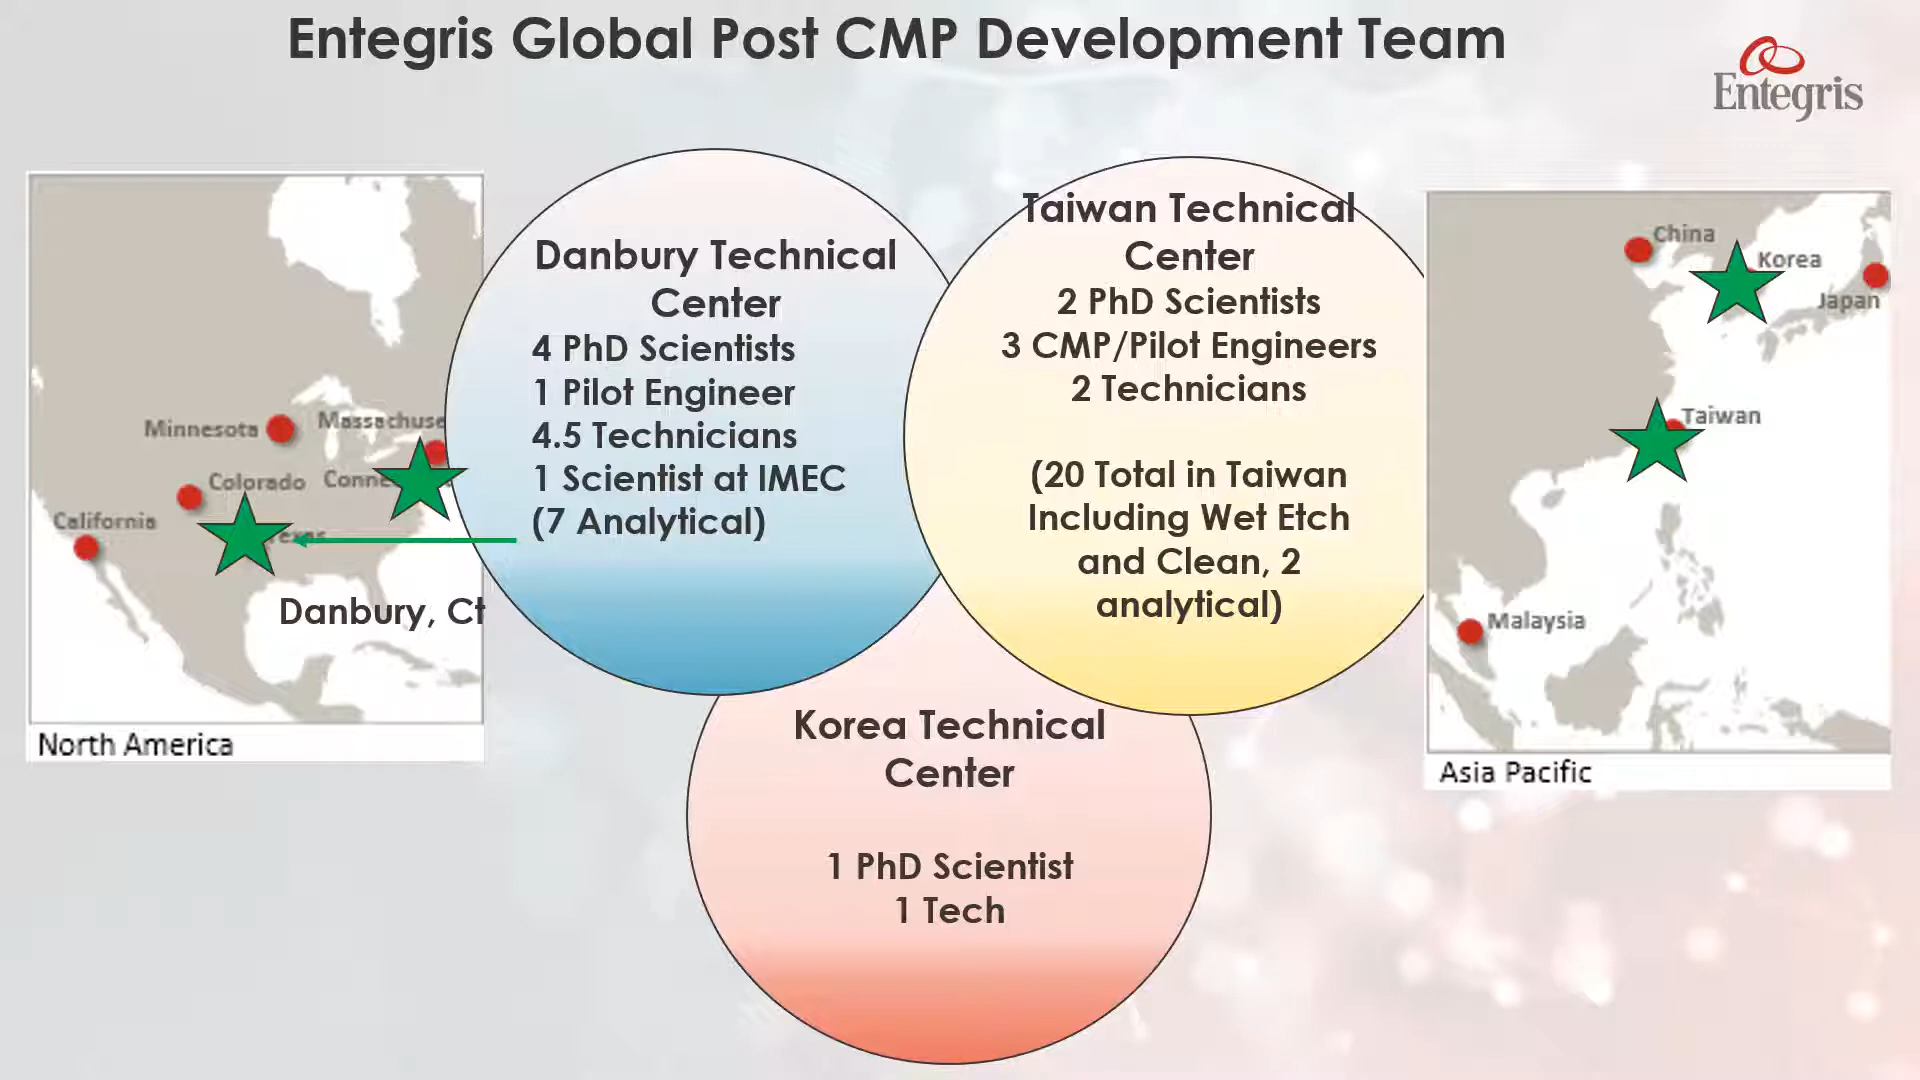 Entegris Global Post CMP Development Team
Entegris
Danbury Technical
Center
4 PhD Scientists
1 Pilot Engineer
4.5 Technicians
1 Scientist at IMEC
(7 Analytical)
Taiwan Technical
Center
2 PhD Scientists
3 CMP/Pilot Engineers
2 Technicians
(20 Total in Taiwan
Including Wet Etch
and Clean, 2
analytical)
Korea Technical
Center
1 PhD Scientist
1 Tech
Minnesota
Massachuse
Colorado
Conne
California
Texas
Danbury, Ct
North America
China
Korea
Japan
Taiwan
Malaysia
Asia Pacific